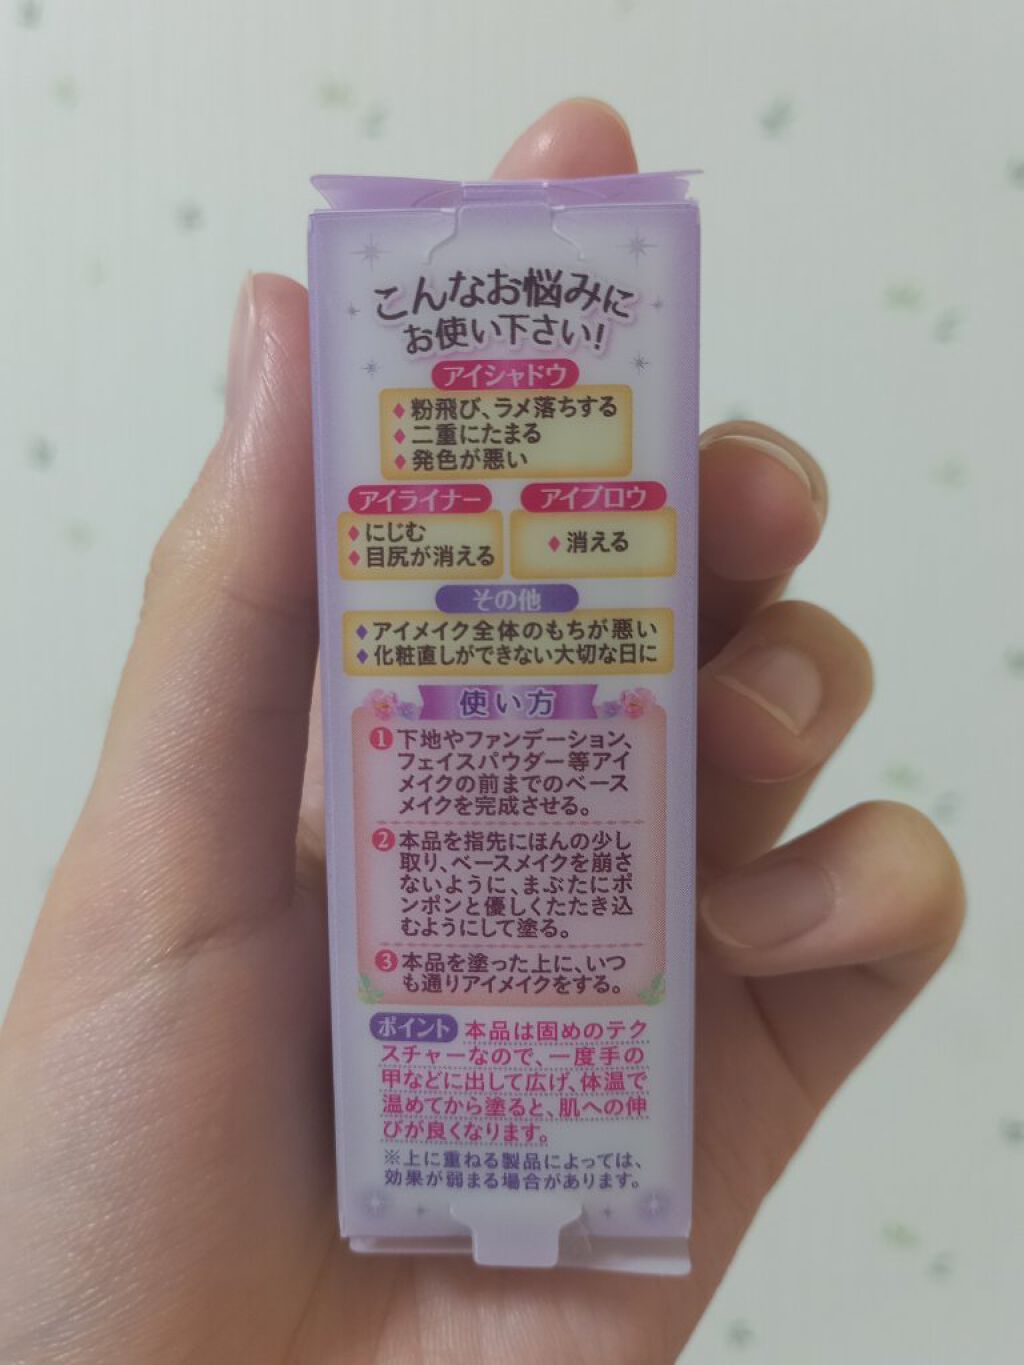 こんなお悩みに
お使い下さい!
アイシャドウ
♦粉飛び、ラメ落ちする
♦二重にたまる
♦発色が悪い
アイライナー
♦にじむ
♦目尻が消える
アイブロウ
♦消える
その他
♦アイメイク全体のもちが悪い
♦化粧直しができない大切な日に
使い方
❶下地やファンデーション、
フェイスパウダー等アイ
メイクの前までのベース
メイクを完成させる。
❷本品を指先にほんの少し
取り、ベースメイクを崩さ
ないように、まぶたにポ
ンポンと優しくたたき込
むようにして塗る。
❸本品を塗った上に、いつ
も通りアイメイクをする。
ポイント 本品は固めのテク
スチャーなので、一度手の
甲などに出して広げ、体温で
温めてから塗ると、肌への伸
びが良くなります。
※上に重ねる製品によっては、
効果が弱まる場合があります。